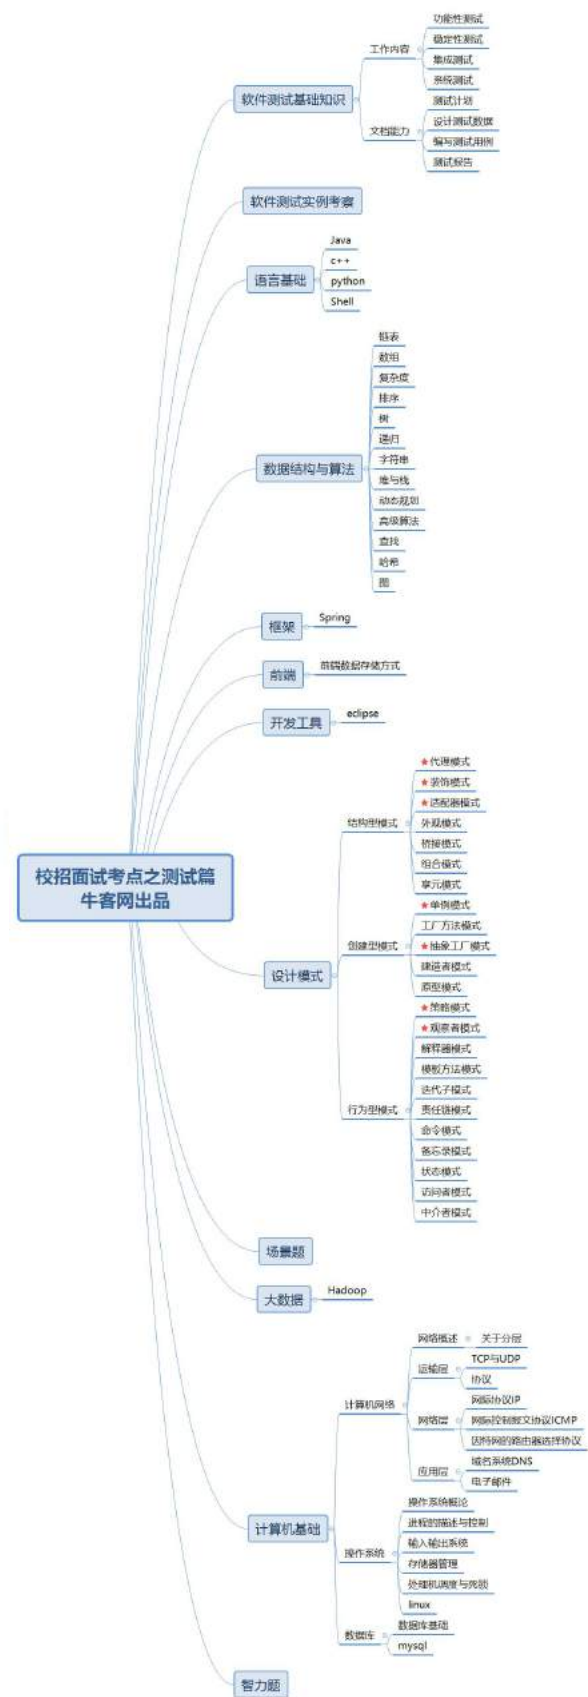 功能性测试
稳定性测试
工作内容
集成测试
系统测试
软件测试基础知识
测试计划
设计测试数据
文档能力
编写测试用例
测试报告
软件测试实例考察
Java
c++
语言基础
python
Shell
链表
数组
复杂度
排序
树
递归
字符串
数据结构与算法
堆与栈
动态规划
高级算法
查找
哈希
图
框架
Spring
前端
前端数据存储方式
开发工具
eclipse
★代理模式
★装饰模式
★适配器模式
结构型模式
外观模式
桥接模式
组合模式
享元模式
校招面试考点之测试篇
牛客网出品
★单例模式
工厂方法模式
创建型模式
★抽象工厂模式
建造者模式
原型模式
设计模式
★策略模式
★观察者模式
解释器模式
模板方法模式
迭代子模式
行为型模式
责任链模式
命令模式
备忘录模式
状态模式
访问者模式
中介者模式
场景题
大数据
Hadoop
网络概述
关于分层
运输层
TCP与UDP
协议
计算机网络
网际协议IP
网络层
网际控制报文协议ICMP
因特网的路由器选择协议
应用层
域名系统DNS
电子邮件
计算机基础
操作系统概论
进程的描述与控制
输入输出系统
操作系统
存储器管理
处理机调度与死锁
linux
数据库
数据库基础
mysql
智力题